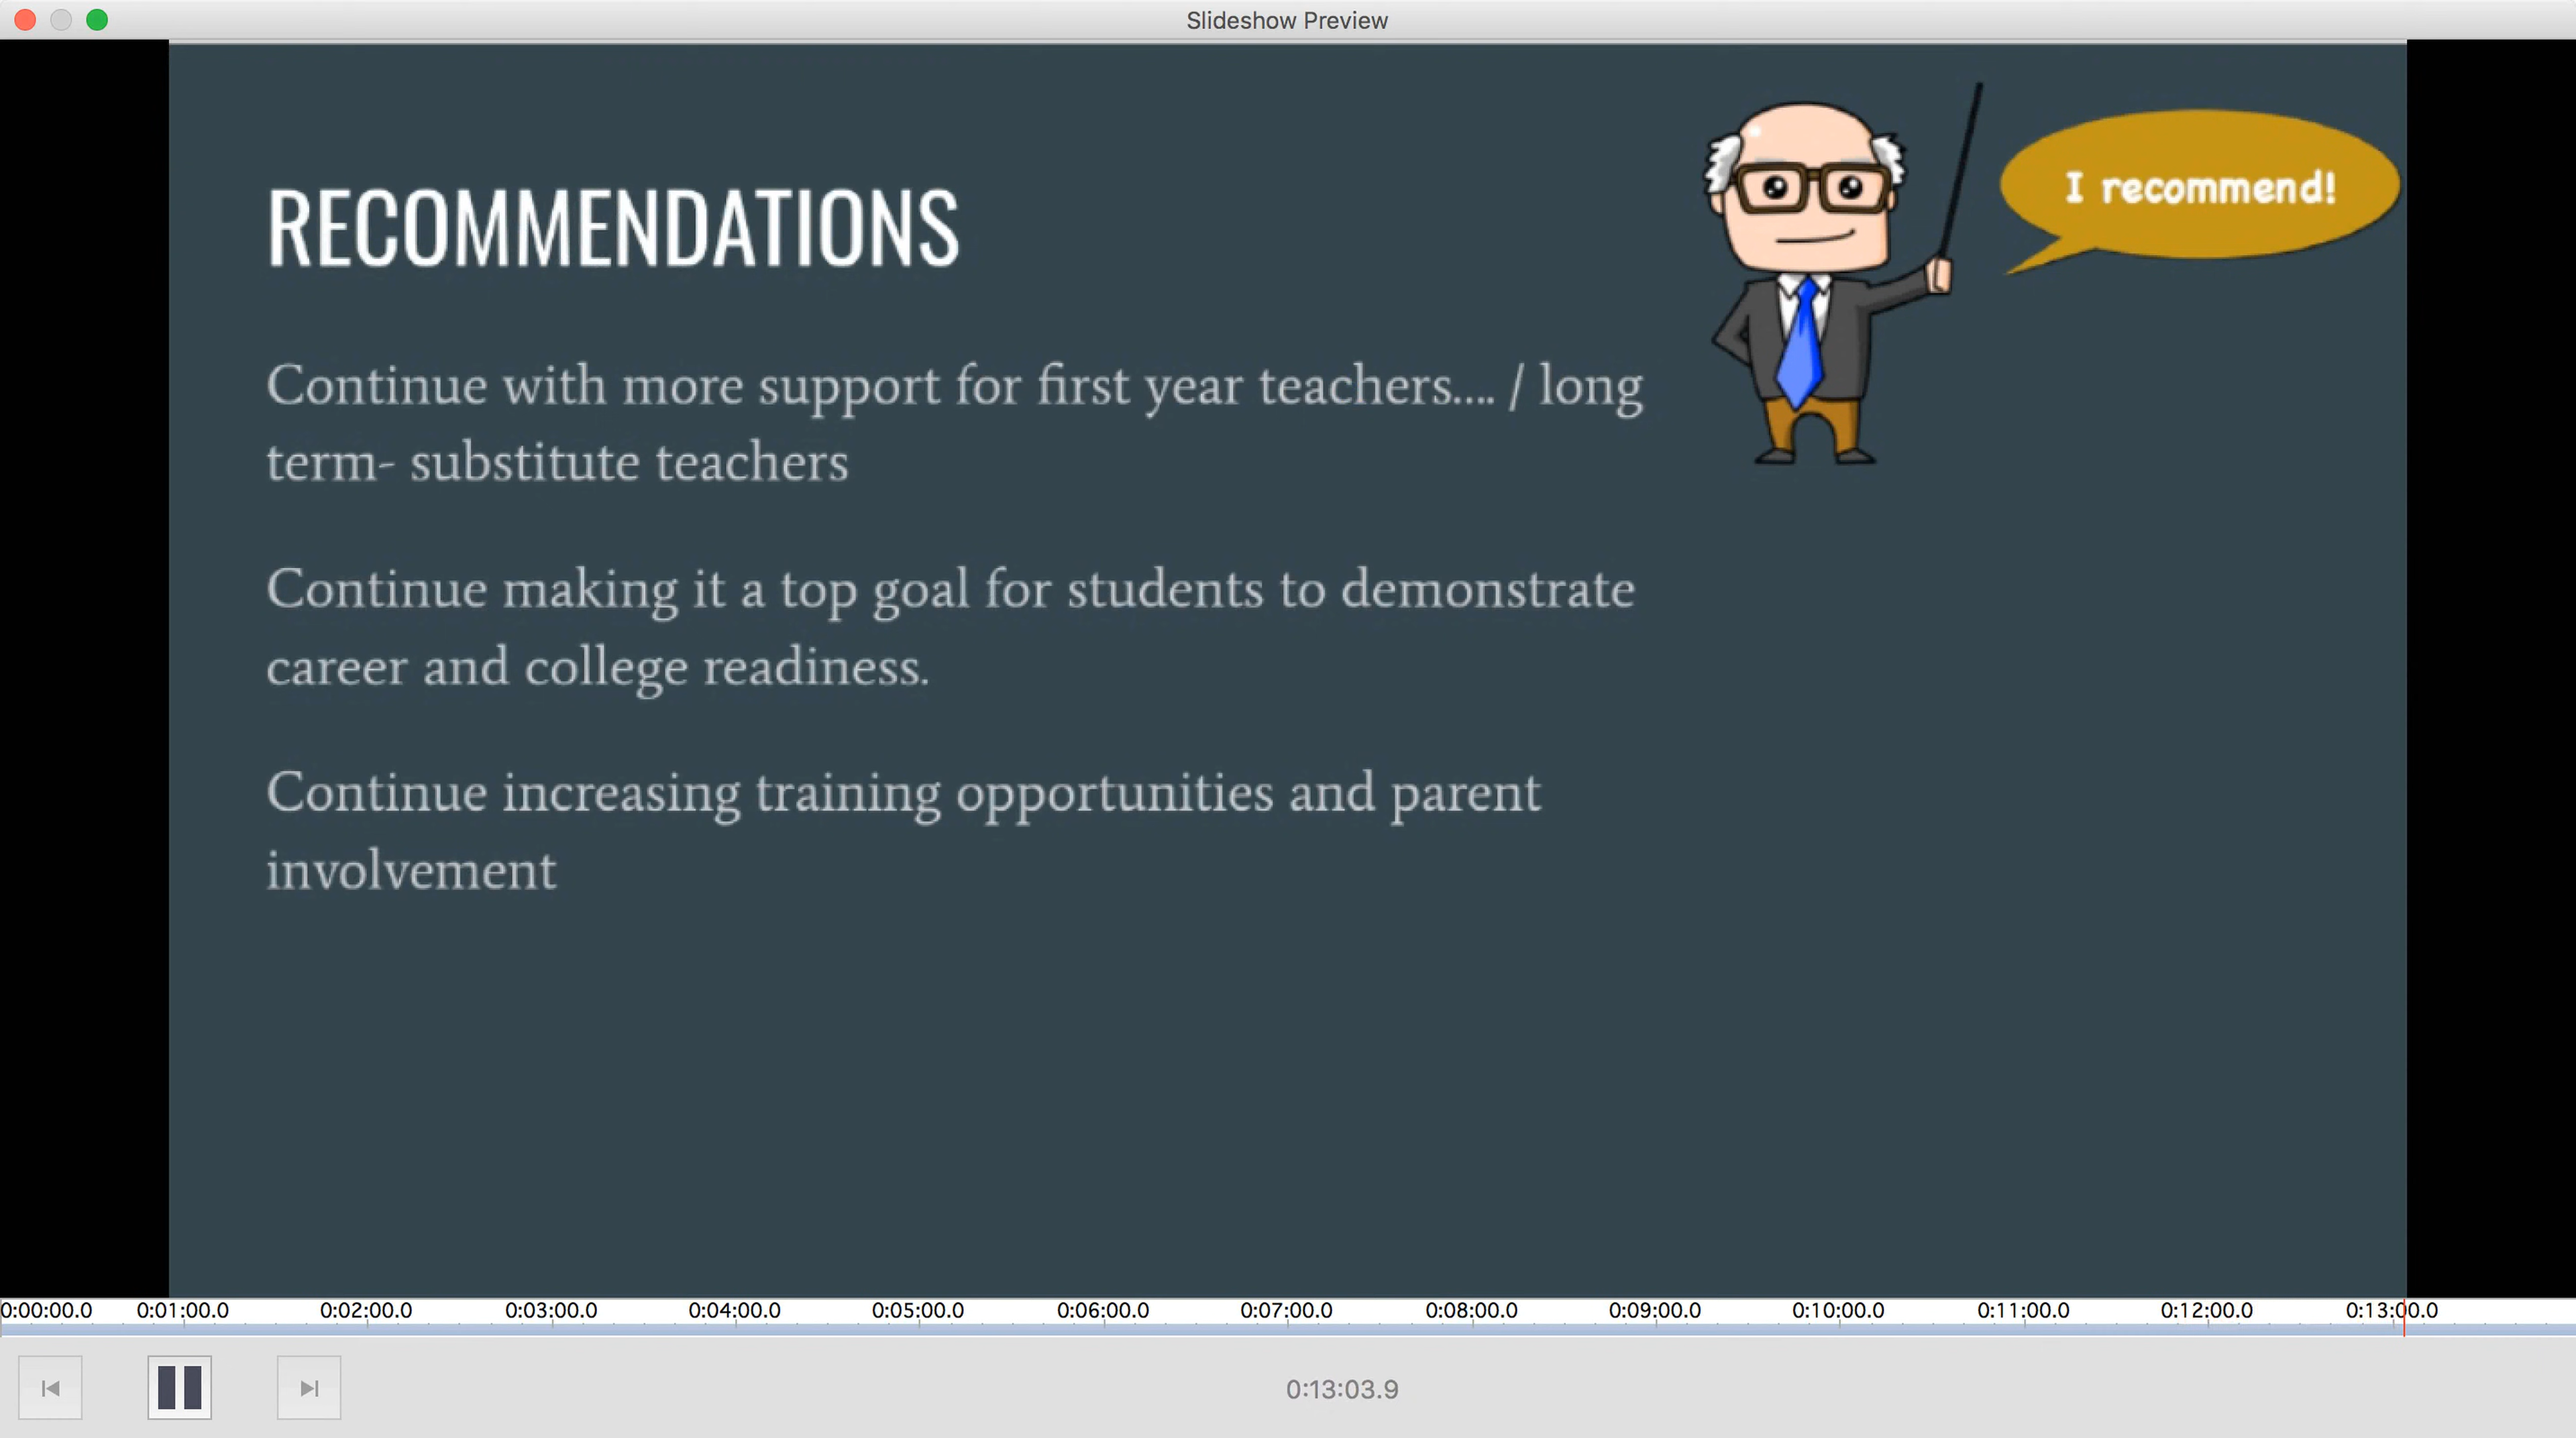 Slideshow Preview
RECOMMENDATIONS
I recommend!
Continue with more support for first year teachers.... / long
term- substitute teachers
Continue making it a top goal for students to demonstrate
career and college readiness.
Continue increasing training opportunities and parent
involvement
0:00:00.0 0:01:00.0 0:02:00.0 0:03:00.0 0:04:00.0 0:05:00.0 0:06:00.0 0:07:00.0 0:08:00.0 0:09:00.0 0:10:00.0 0:11:00.0 0:12:00.0 0:13:00.0
0:13:03.9